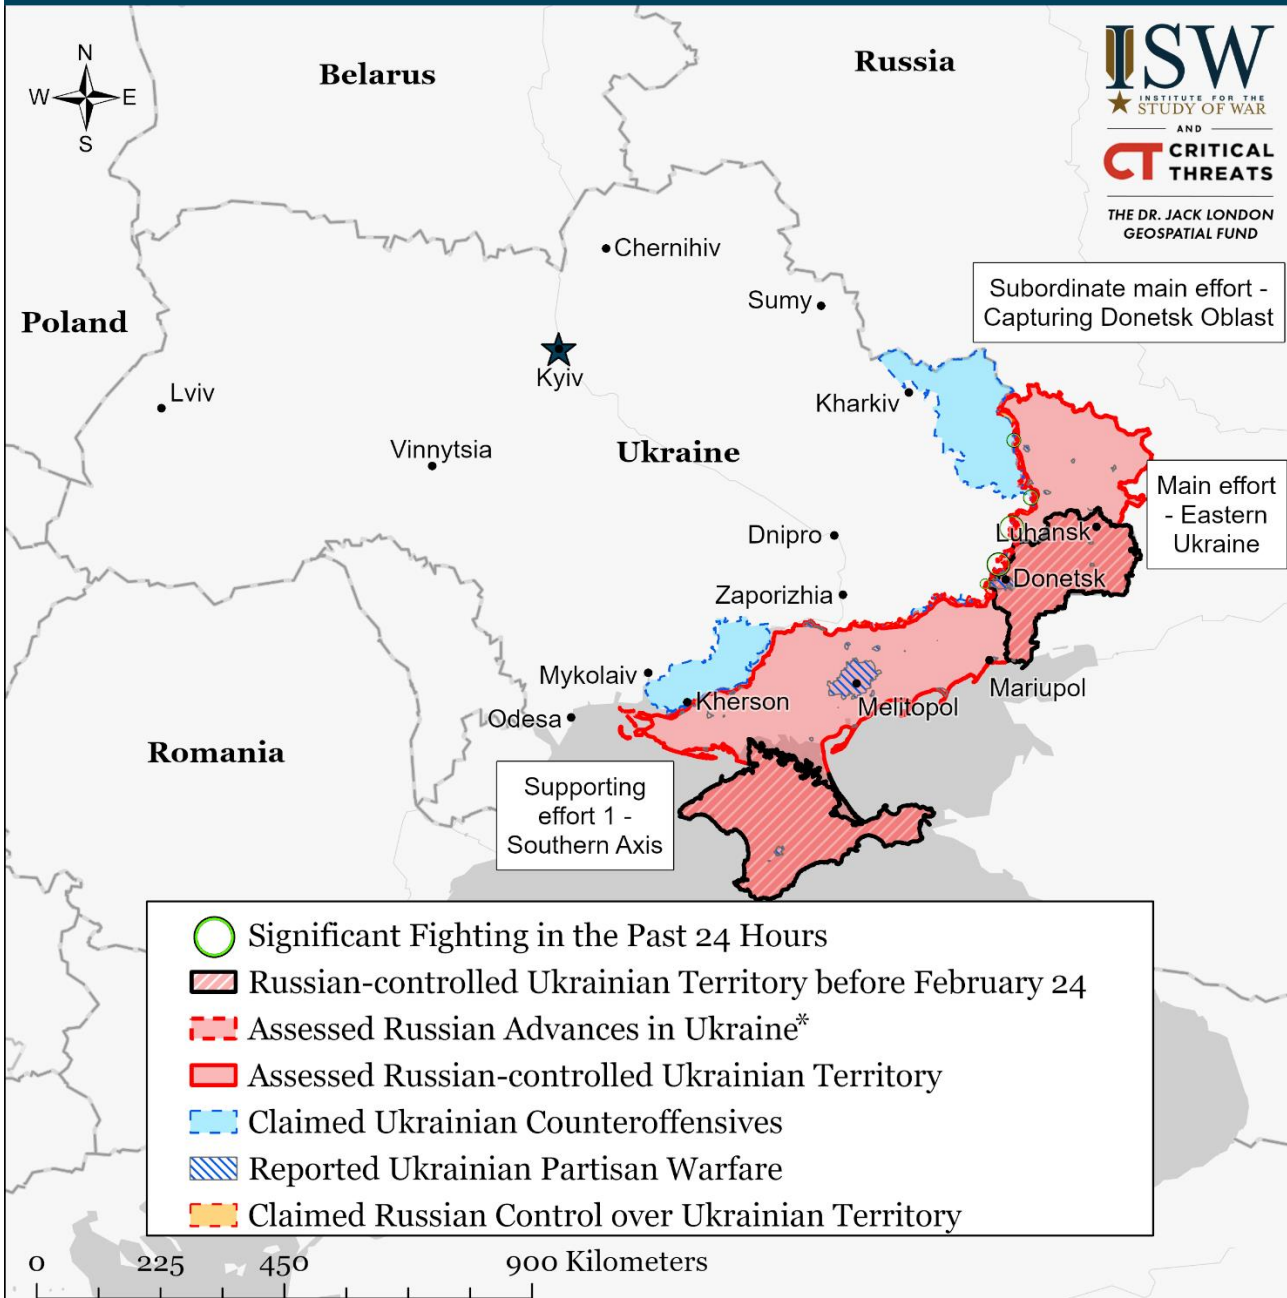 N
W E
S
Belarus
Russia
ISW
INSTITUTE FOR THE
STUDY OF WAR
AND
CT CRITICAL
THREATS
THE DR. JACK LONDON
GEOSPATIAL FUND
Chernihiv
Sumy
Subordinate main effort -
Capturing Donetsk Oblast
Poland
Kyiv
Lviv
Kharkiv
Vinnytsia
Ukraine
Main effort
- Eastern
Ukraine
Dnipro
Luhansk
Donetsk
Zaporizhia
Mykolaiv
Mariupol
Kherson
Melitopol
Odesa
Romania
Supporting
effort 1 -
Southern Axis
Significant Fighting in the Past 24 Hours
Russian-controlled Ukrainian Territory before February 24
Assessed Russian Advances in Ukraine*
Assessed Russian-controlled Ukrainian Territory
Claimed Ukrainian Counteroffensives
Reported Ukrainian Partisan Warfare
Claimed Russian Control over Ukrainian Territory
0 225 450 900 Kilometers